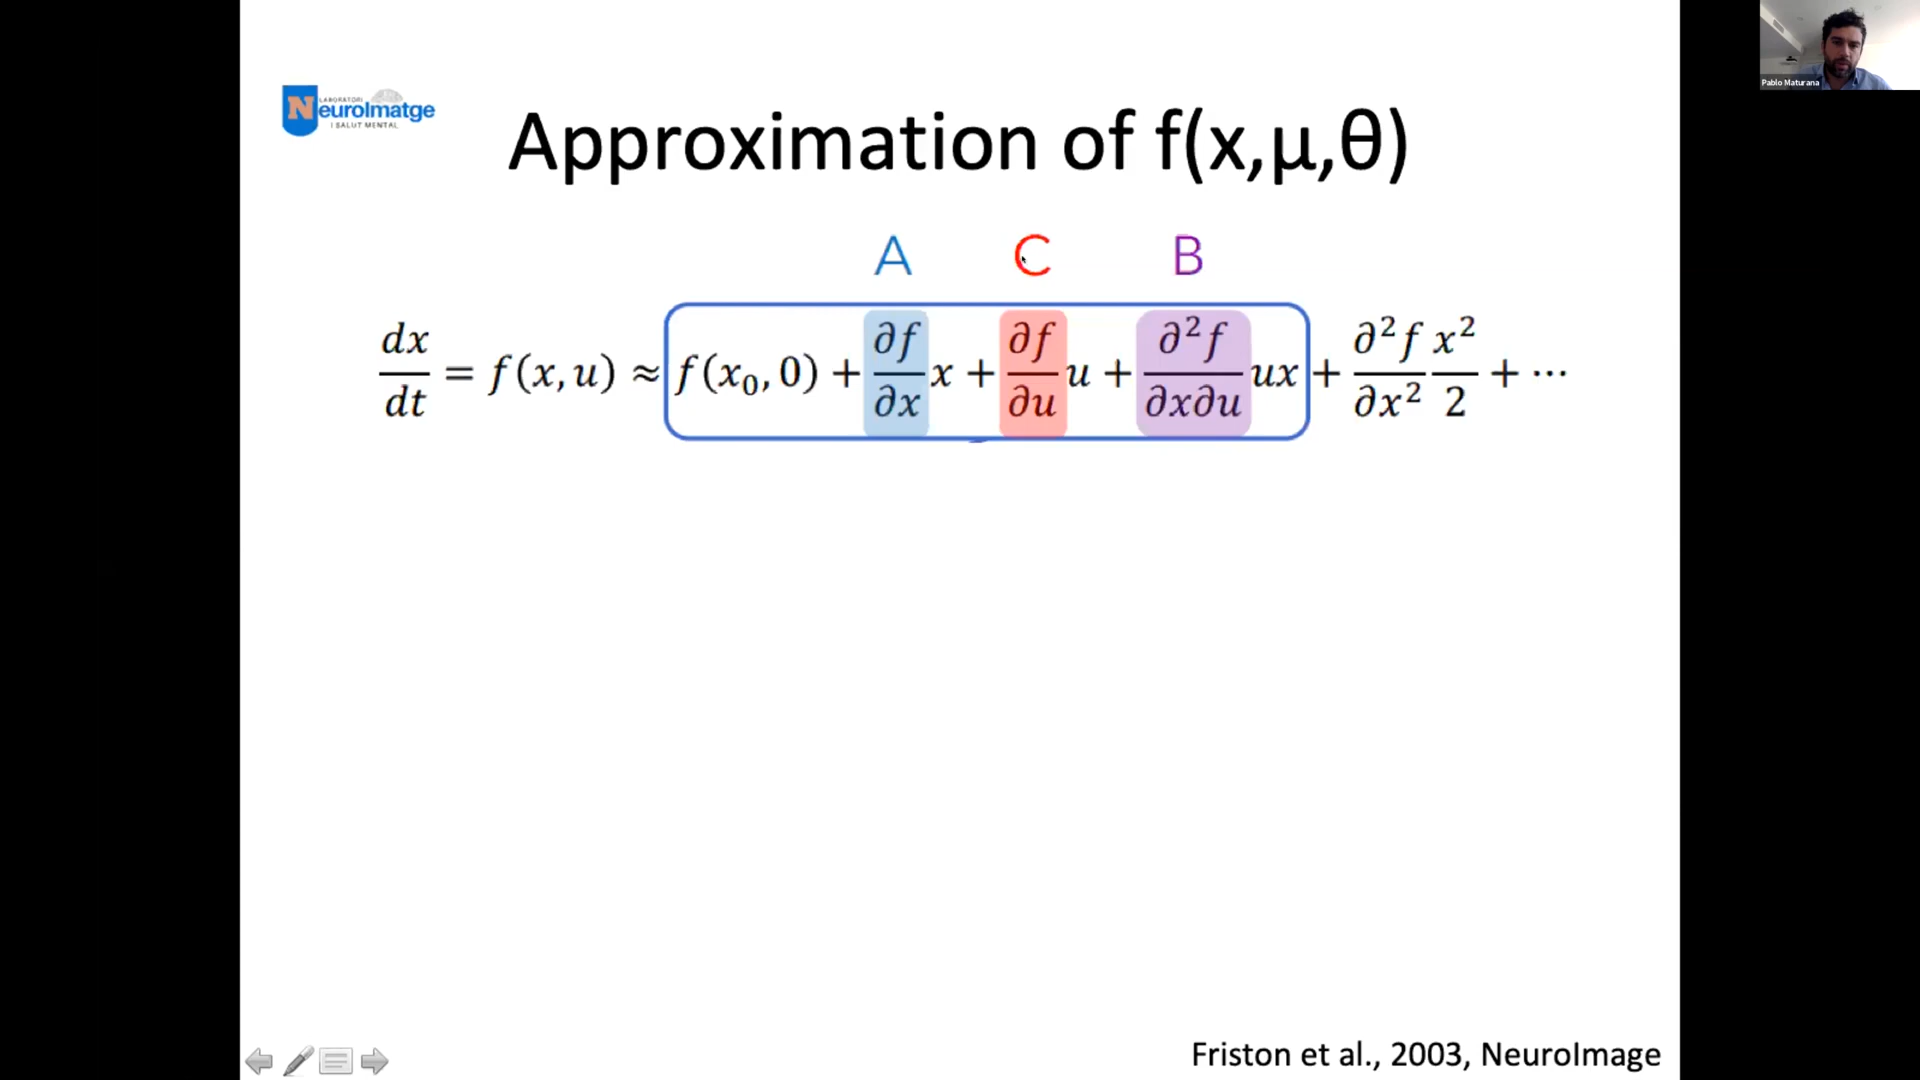 LABORATORI
NeuroImatge
I SALUT MENTAL
Pablo Maturana
Approximation of f(x,μ,θ)
A C B
dx/dt = f(x,u) ≈ f(x₀,0) + ∂f/∂x x + ∂f/∂u u + ∂²f/∂x∂u ux + ∂²f/∂x² x²/2 + ⋯
Friston et al., 2003, NeuroImage